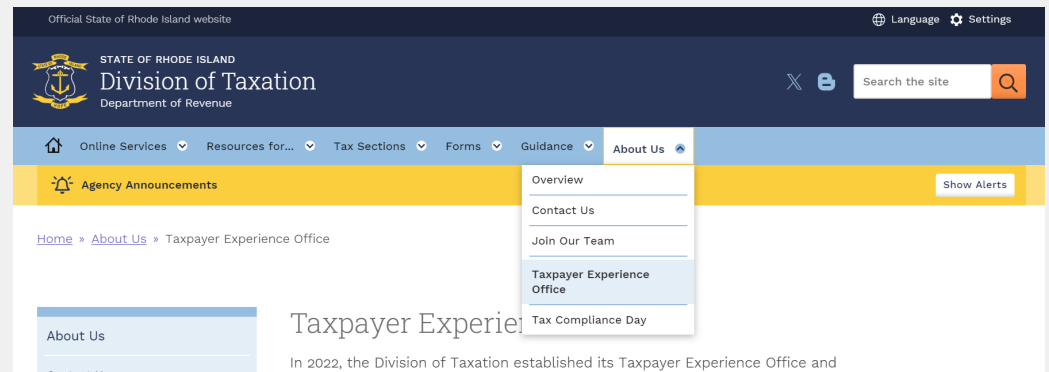 Official State of Rhode Island website
Language Settings
STATE OF RHODE ISLAND
Division of Taxation
Department of Revenue
Search the site
Online Services Resources for... Tax Sections Forms Guidance About Us
Agency Announcements
Show Alerts
Overview
Contact Us
Join Our Team
Taxpayer Experience
Office
Tax Compliance Day
Home » About Us » Taxpayer Experience Office
About Us
Taxpayer
In 2022, the Division of Taxation established its Taxpayer Experience Office and